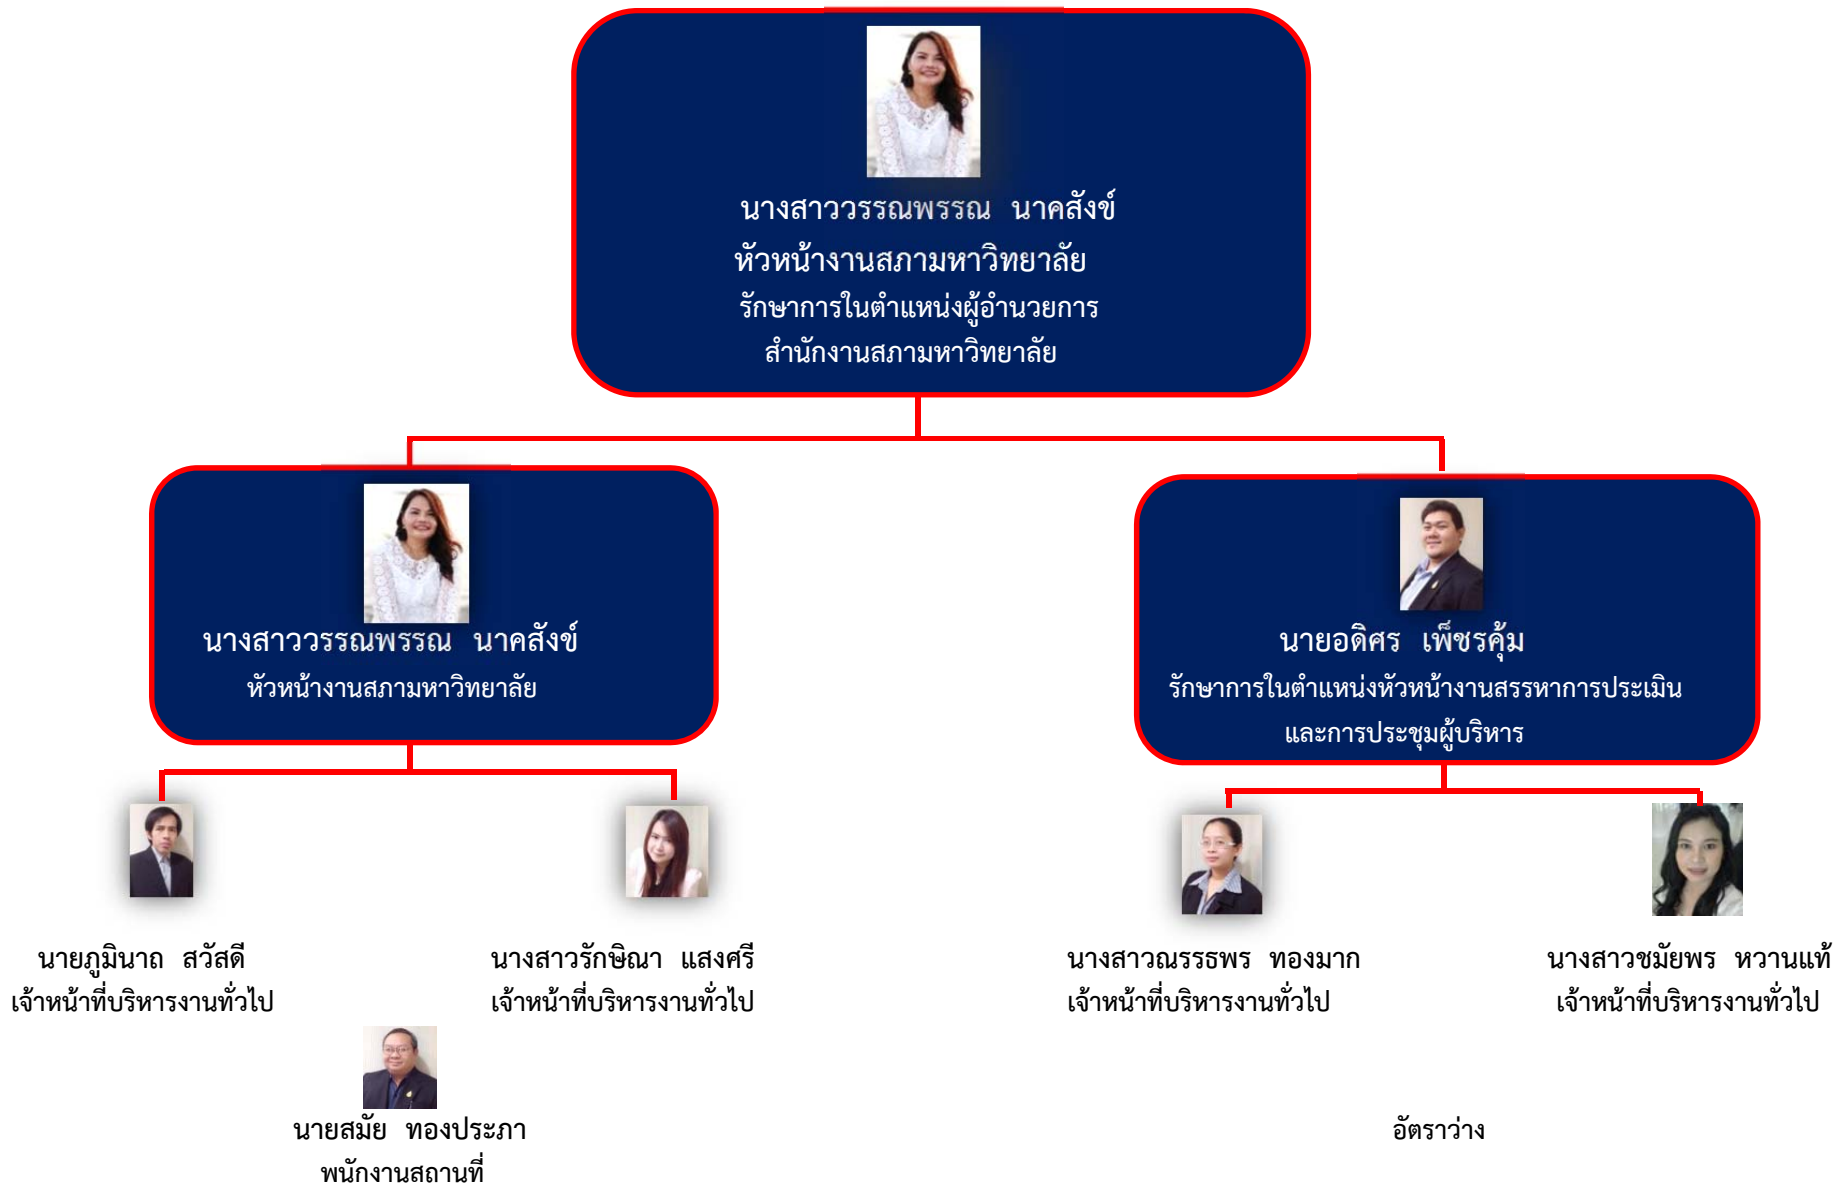 นางสาววรรณพรรณ นาคสังข์
หัวหน้างานสภามหาวิทยาลัย
รักษาการในตำแหน่งผู้อำนวยการ
สำนักงานสภามหาวิทยาลัย
นางสาววรรณพรรณ นาคสังข์
หัวหน้างานสภามหาวิทยาลัย
นายอดิศร เพ็ชรคุ้ม
รักษาการในตำแหน่งหัวหน้างานสรรหาการประเมิน
และการประชุมผู้บริหาร
นายภูมินาถ สวัสดี
เจ้าหน้าที่บริหารงานทั่วไป
นางสาวรักษิณา แสงศรี
เจ้าหน้าที่บริหารงานทั่วไป
นางสาวณรรธพร ทองมาก
เจ้าหน้าที่บริหารงานทั่วไป
นางสาวชมัยพร หวานแท้
เจ้าหน้าที่บริหารงานทั่วไป
นายสมัย ทองประภา
พนักงานสถานที่
อัตราว่าง